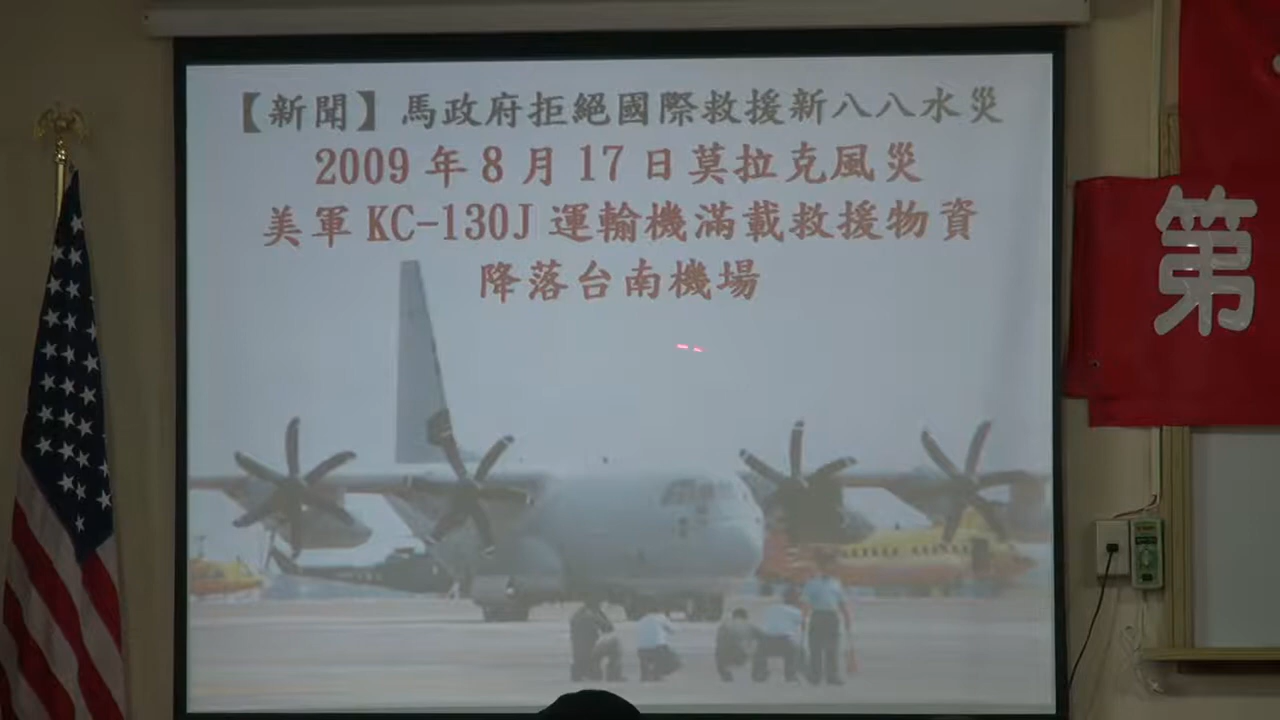 【新聞】馬政府拒絕國際救援新八八水災
2009年8月17日莫拉克風災
美軍KC-130J運輸機滿載救援物資
降落台南機場
第